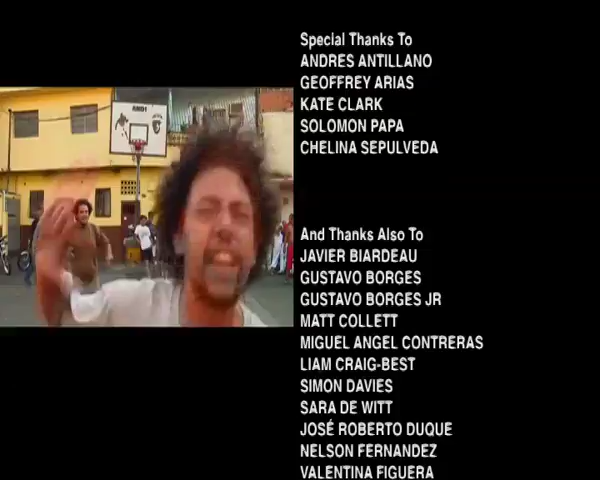 Special Thanks To
ANDRES ANTILLANO
GEOFFREY ARIAS
KATE CLARK
SOLOMON PAPA
CHELINA SEPULVEDA
And Thanks Also To
JAVIER BIARDEAU
GUSTAVO BORGES
GUSTAVO BORGES JR
MATT COLLETT
MIGUEL ANGEL CONTRERAS
LIAM CRAIG-BEST
SIMON DAVIES
SARA DE WITT
JOSÉ ROBERTO DUQUE
NELSON FERNANDEZ
VALENTINA FIGUERA
AND1